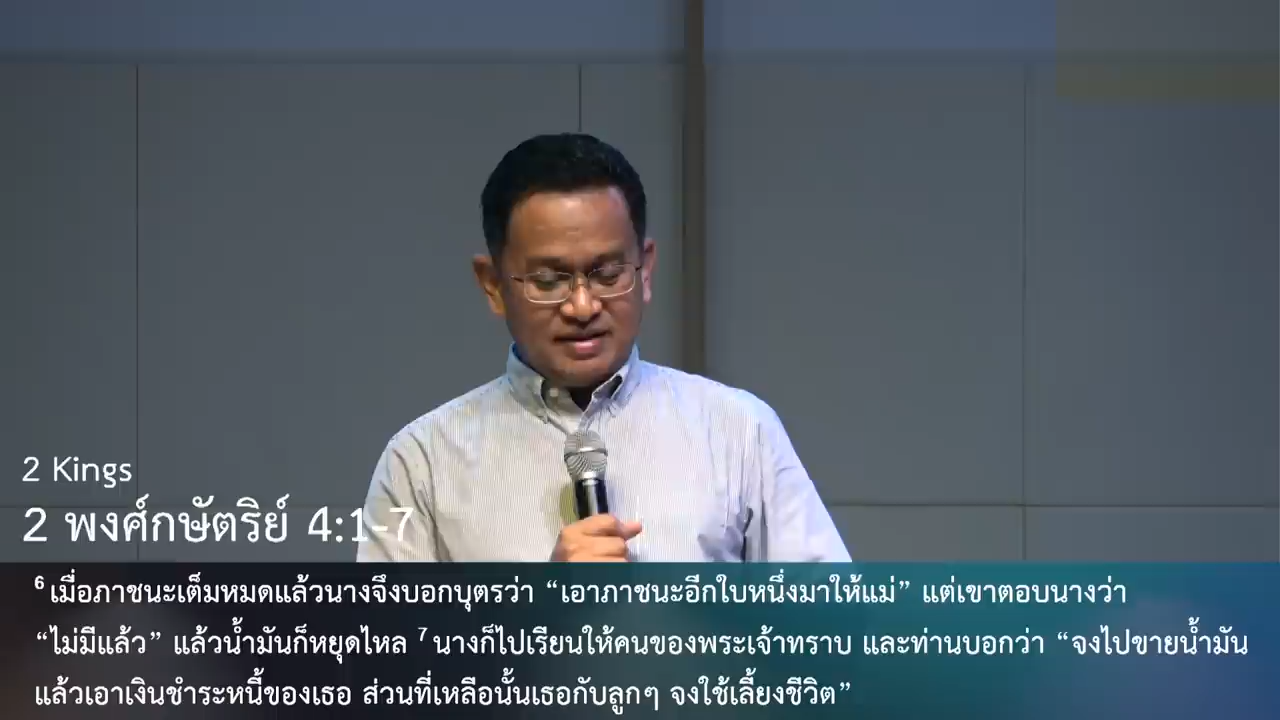 2 Kings
2 พงศ์กษัตริย์ 4:1-7
⁶ เมื่อภาชนะเต็มหมดแล้วนางจึงบอกบุตรว่า “เอาภาชนะอีกใบหนึ่งมาให้แม่” แต่เขาตอบนางว่า
“ไม่มีแล้ว” แล้วน้ำมันก็หยุดไหล ⁷ นางก็ไปเรียนให้คนของพระเจ้าทราบ และท่านบอกว่า “จงไปขายน้ำมัน
แล้วเอาเงินชำระหนี้ของเธอ ส่วนที่เหลือนั้นเธอกับลูกๆ จงใช้เลี้ยงชีวิต”